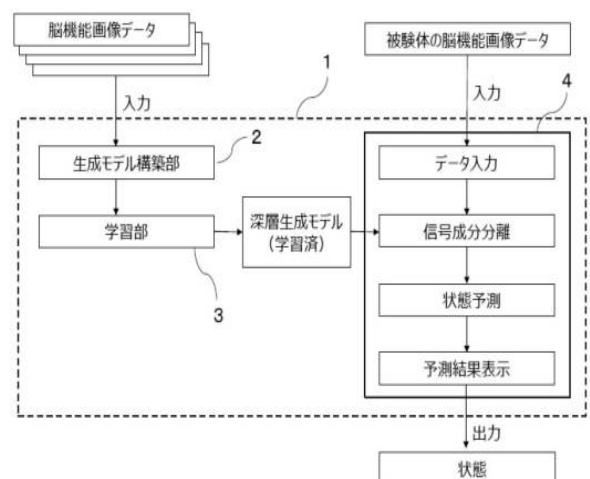 脳機能画像データ
被験体の脳機能画像データ
1
入力
入力
4
生成モデル構築部
2
データ入力
学習部
深層生成モデル
(学習済)
信号成分分離
3
状態予測
予測結果表示
出力
状態